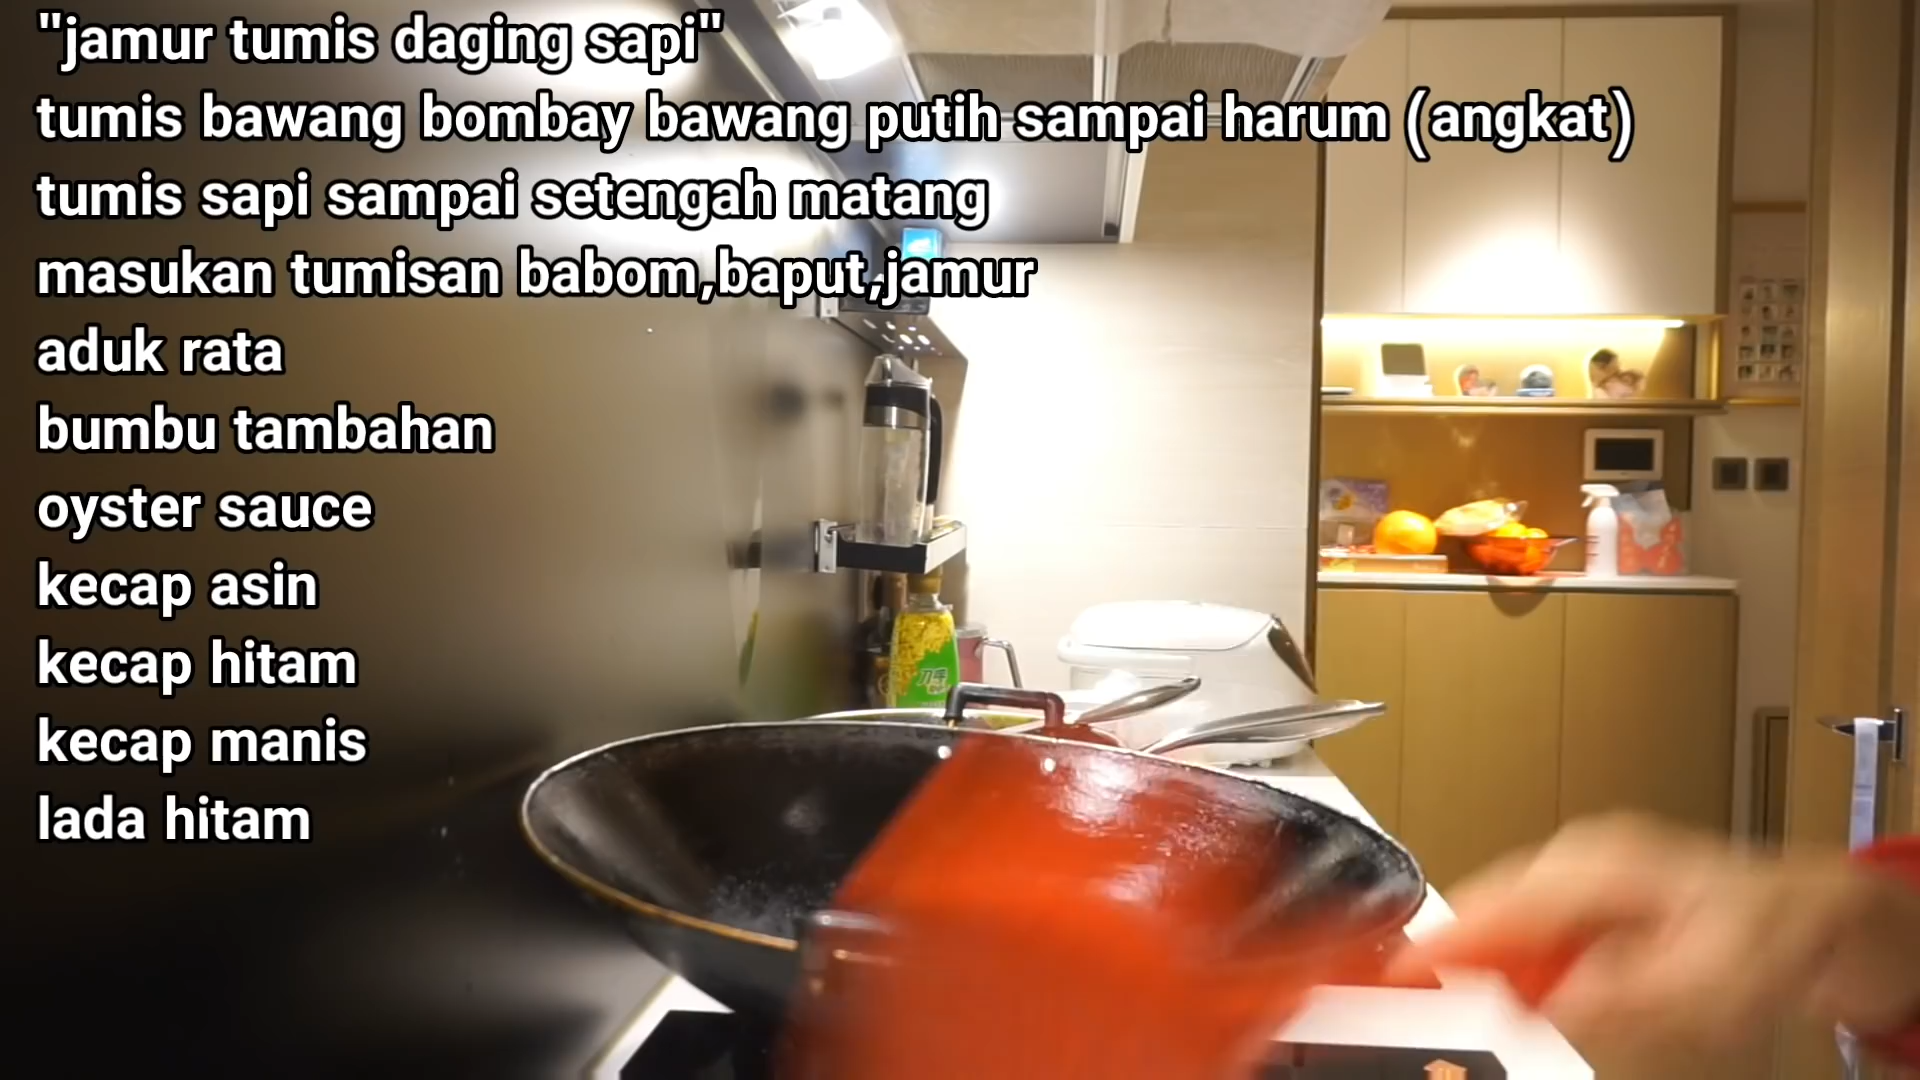 "jamur tumis daging sapi"
tumis bawang bombay bawang putih sampai harum (angkat)
tumis sapi sampai setengah matang
masukan tumisan babom,baput,jamur
aduk rata
bumbu tambahan
oyster sauce
kecap asin
kecap hitam
kecap manis
lada hitam